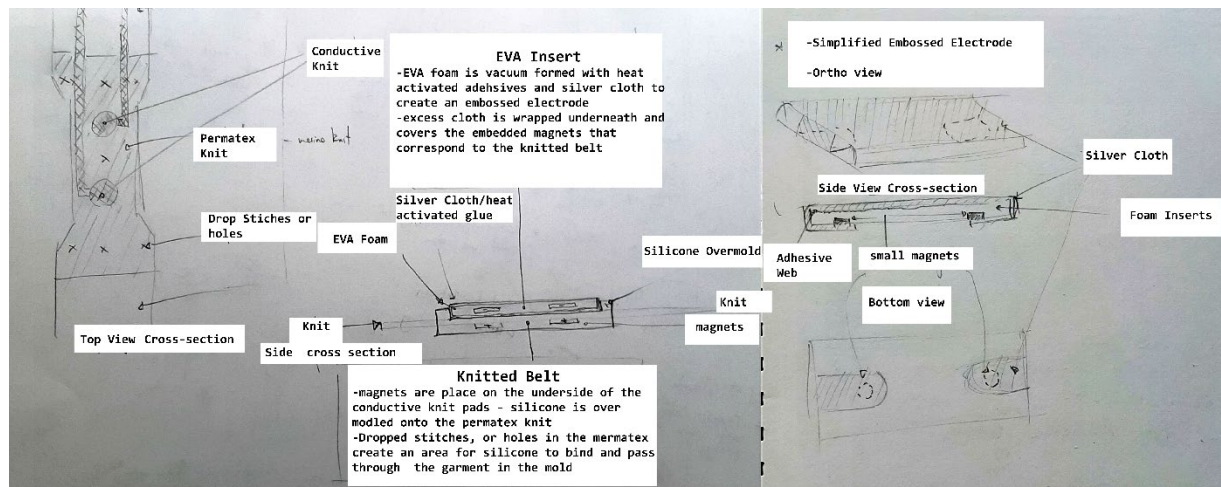 Conductive
Knit
Permatex
Knit
Drop Stiches or
holes
Top View Cross-section
EVA Insert
-EVA foam is vacuum formed with heat
activated adehsives and silver cloth to
create an embossed electrode
-excess cloth is wrapped underneath and
covers the embedded magnets that
correspond to the knitted belt
Silver Cloth/heat
activated glue
EVA Foam
Silicone Overmold
Knit
magnets
Knit
Side cross section
Knitted Belt
-magnets are place on the underside of the
conductive knit pads - silicone is over
modled onto the permatex knit
-Dropped stitches, or holes in the mermatex
create an area for silicone to bind and pass
through the garment in the mold
-Simplified Embossed Electrode
-Ortho view
Silver Cloth
Side View Cross-section
Foam Inserts
Adhesive
Web
small magnets
Bottom view